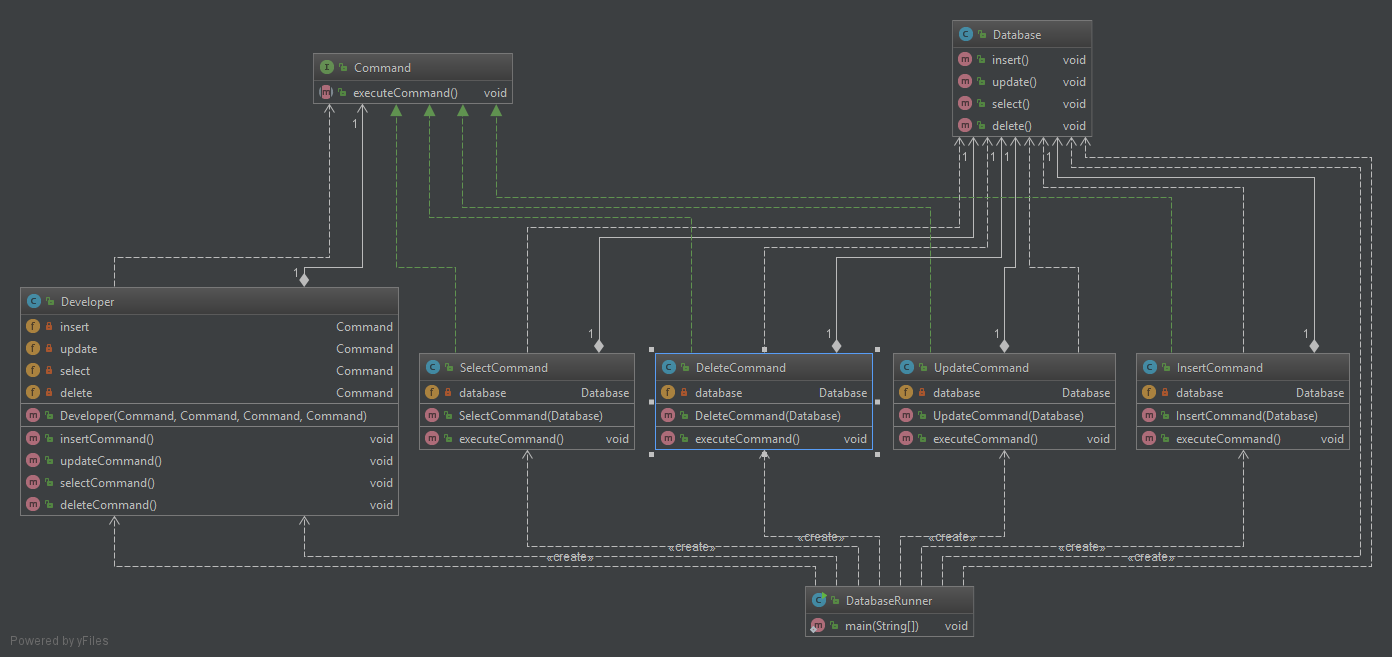 Command
executeCommand() void
Database
insert() void
update() void
select() void
delete() void
1
1
1
1
1
1
Developer
insert Command
update Command
select Command
delete Command
Developer(Command, Command, Command, Command)
insertCommand() void
updateCommand() void
selectCommand() void
deleteCommand() void
1
1
1
1
SelectCommand
database Database
SelectCommand(Database)
executeCommand() void
DeleteCommand
database Database
DeleteCommand(Database)
executeCommand() void
UpdateCommand
database Database
UpdateCommand(Database)
executeCommand() void
InsertCommand
database Database
InsertCommand(Database)
executeCommand() void
«create»
«create»
«create»
«create»
«create»
«create»
DatabaseRunner
main(String[]) void
Powered by yFiles